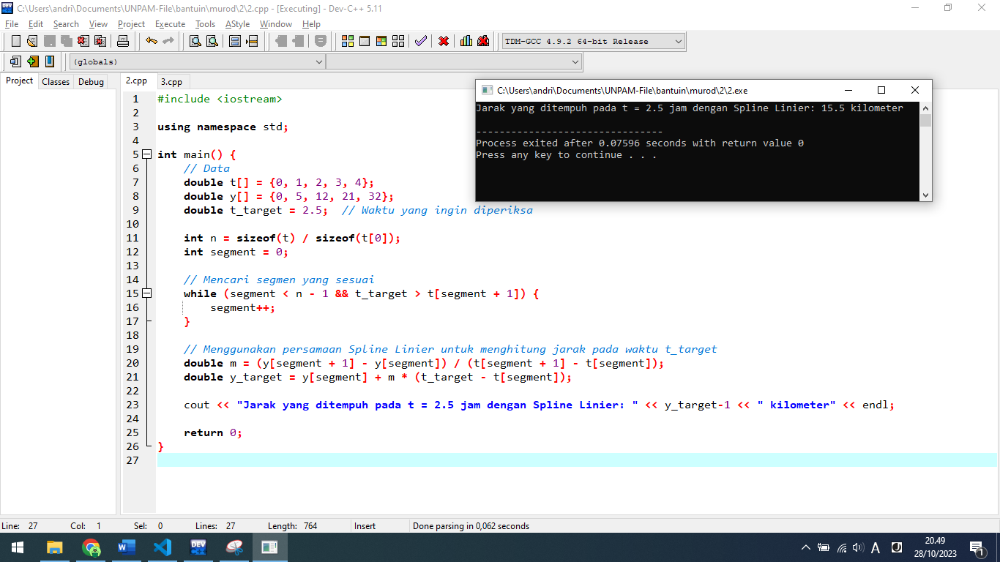 C:\Users\andri\Documents\UNPAM-File\bantuin\murod\2\2.cpp - [Executing] - Dev-C++ 5.11
File Edit Search View Project Execute Tools AStyle Window Help
TDM-GCC 4.9.2 64-bit Release
(globals)
Project Classes Debug
2.cpp 3.cpp
1 #include <iostream>
2
3 using namespace std;
4
5 int main() {
6 // Data
7 double t[] = {0, 1, 2, 3, 4};
8 double y[] = {0, 5, 12, 21, 32};
9 double t_target = 2.5; // Waktu yang ingin diperiksa
10
11 int n = sizeof(t) / sizeof(t[0]);
12 int segment = 0;
13
14 // Mencari segmen yang sesuai
15 while (segment < n - 1 && t_target > t[segment + 1]) {
16 segment++;
17 }
18
19 // Menggunakan persamaan Spline Linier untuk menghitung jarak pada waktu t_target
20 double m = (y[segment + 1] - y[segment]) / (t[segment + 1] - t[segment]);
21 double y_target = y[segment] + m * (t_target - t[segment]);
22
23 cout << "Jarak yang ditempuh pada t = 2.5 jam dengan Spline Linier: " << y_target-1 << " kilometer" << endl;
24
25 return 0;
26 }
27
C:\Users\andri\Documents\UNPAM-File\bantuin\murod\2\2.exe
Jarak yang ditempuh pada t = 2.5 jam dengan Spline Linier: 15.5 kilometer
--------------------------------
Process exited after 0.07596 seconds with return value 0
Press any key to continue . . .
Line: 27 Col: 1 Sel: 0 Lines: 27 Length: 764 Insert Done parsing in 0,062 seconds
DEV
A
J
20.49
28/10/2023
1